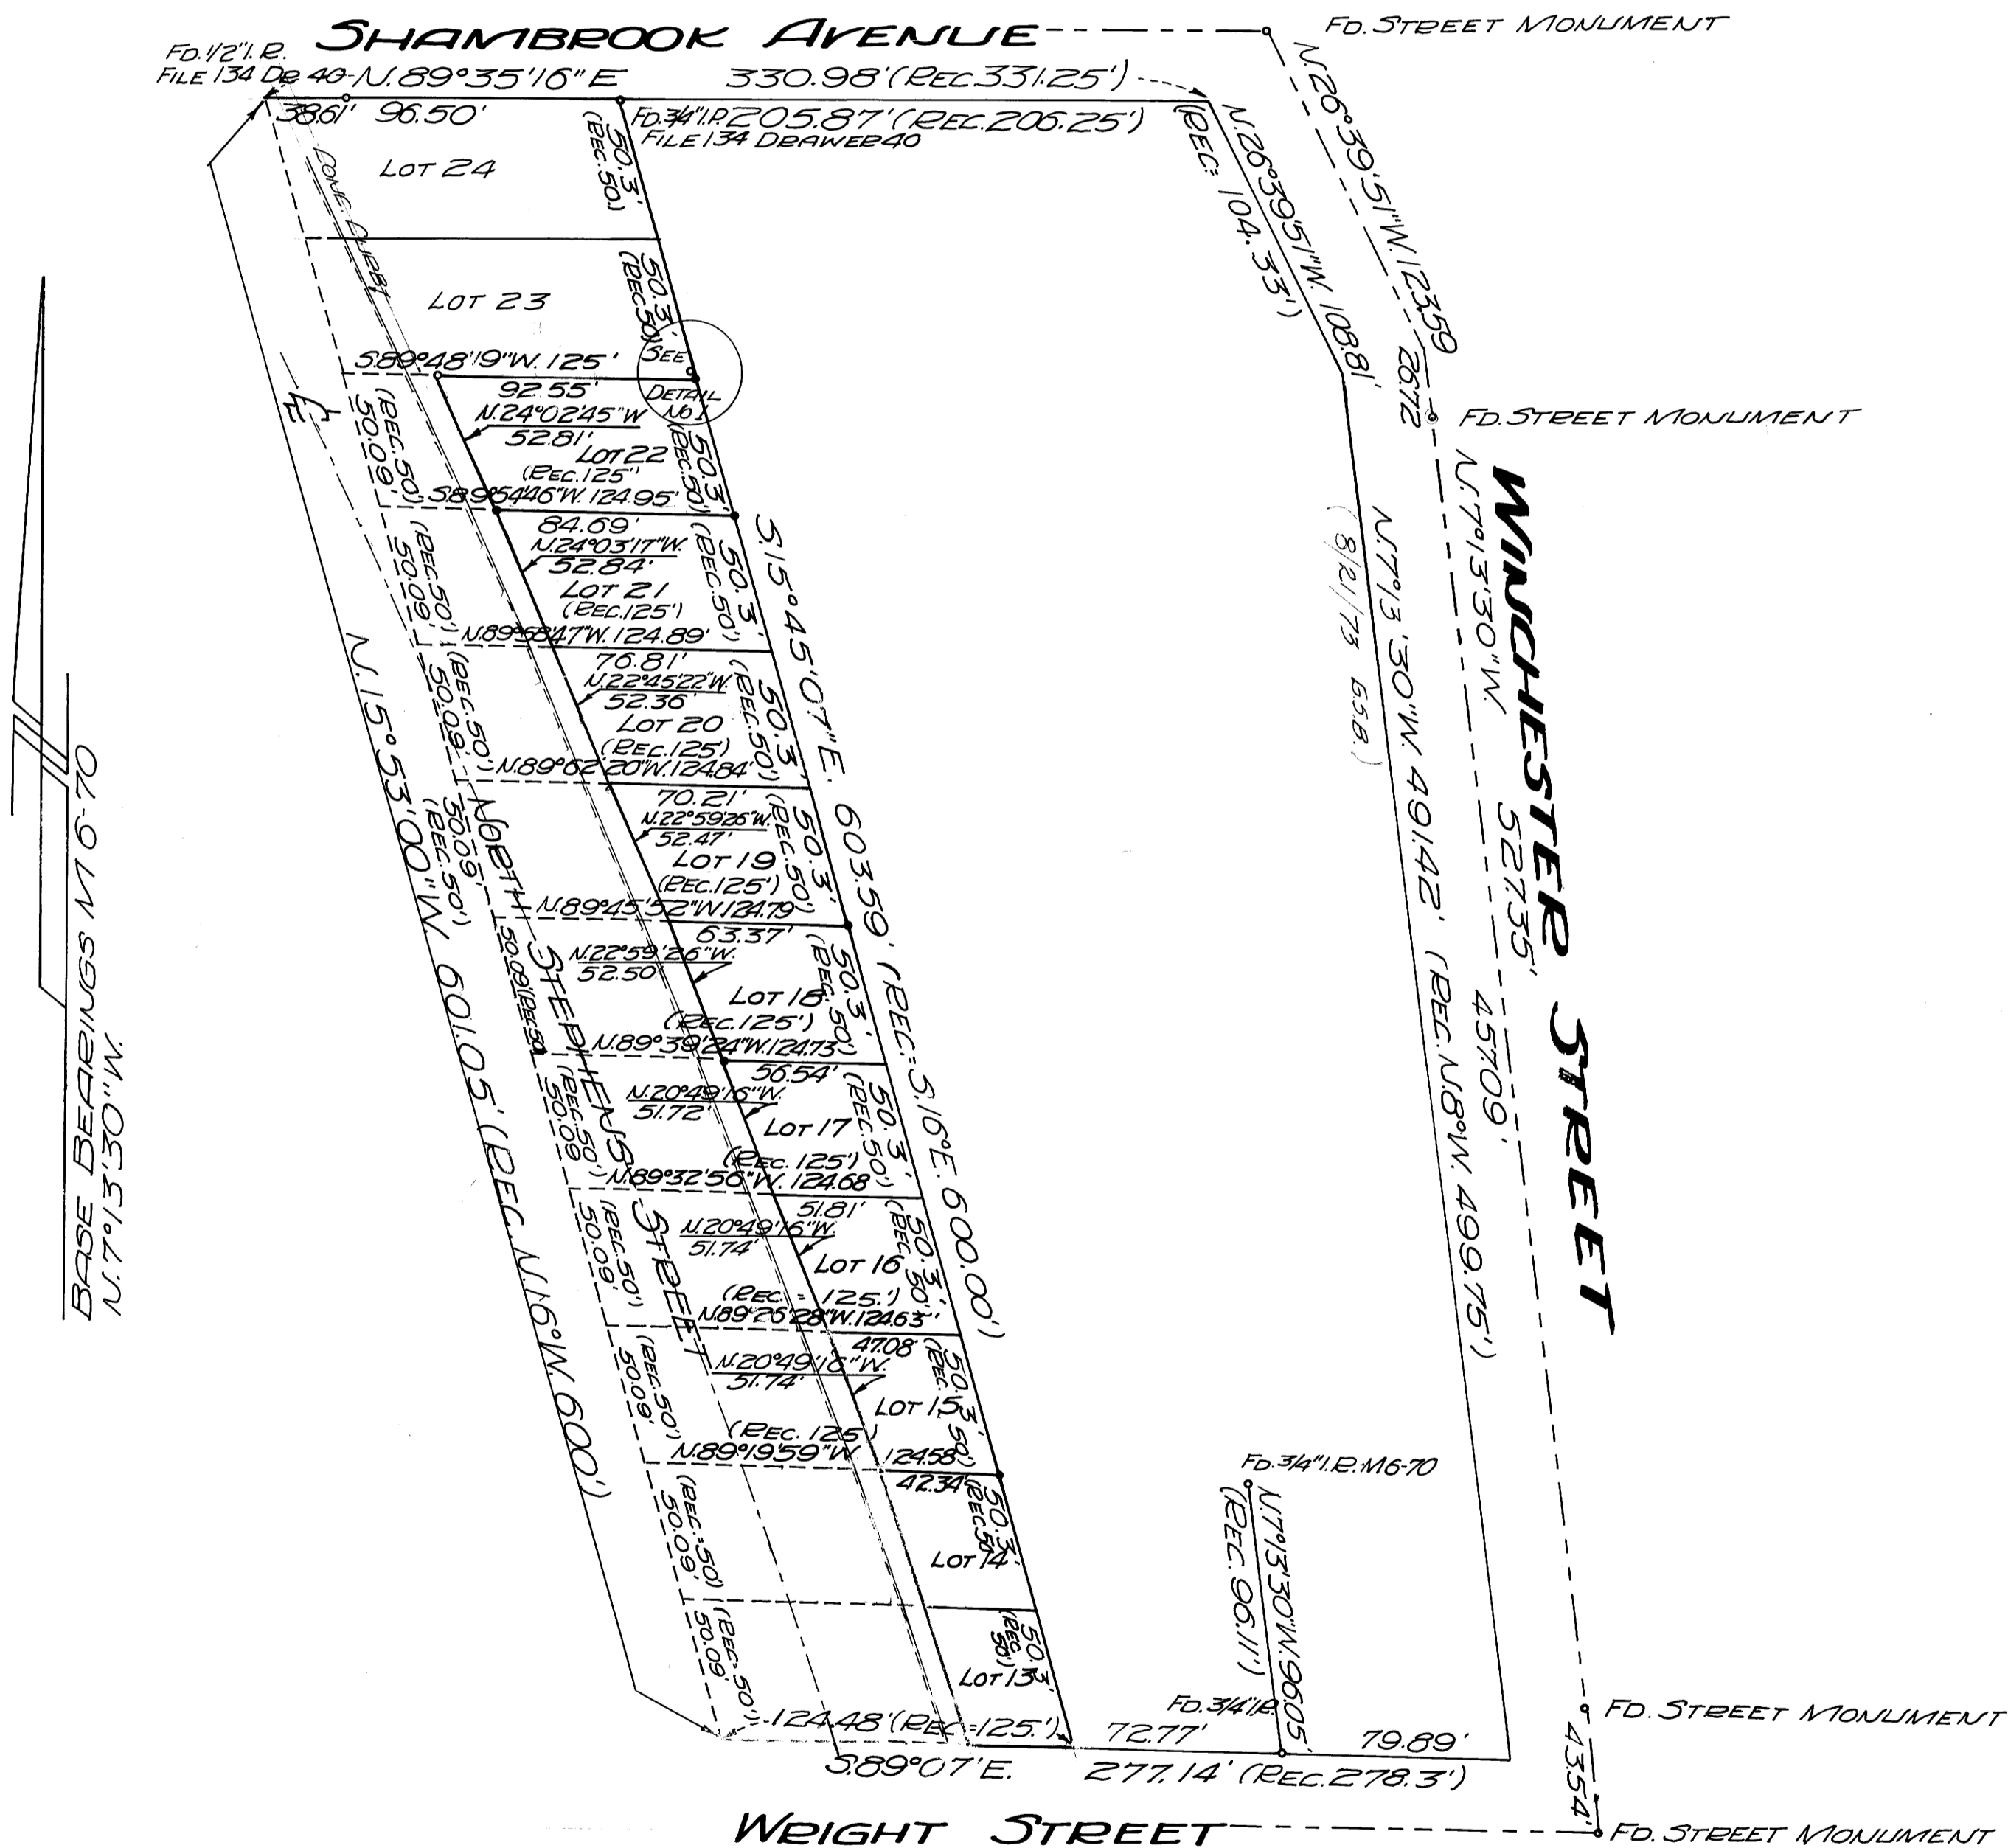 SHAMBROOK AVENUE
FD. STREET MONUMENT
FD. 1/2" I.R.
FILE 134 DR. 40
N.89°35'16"E 330.98' (REC. 331.25')
38.61' 96.50'
FD. 3/4" I.P. 205.87' (REC. 206.25')
FILE 134 DRAWER 40
N.26°39'51"W. 123.59
26.72
N.26°39'51"W. 108.81'
(REC = 104.33')
FD. STREET MONUMENT
LOT 24
50.3'
(REC. 50.')
LOT 23
50.3'
(REC. 50')
SEE
DETAIL
NO 1
S.89°48'19"W. 125'
92.55'
N.24°02'45"W
52.81'
LOT 22
(REC. 125')
50.3'
(REC. 50')
(REC. 50')
50.09'
S.89°54'46"W. 124.95'
84.69'
N.24°03'17"W.
52.84'
LOT 21
(REC. 125')
50.3'
(REC. 50')
(REC. 50')
50.09'
N.89°58'47"W. 124.89'
76.81'
N.22°45'22"W.
52.36'
LOT 20
(REC. 125')
50.3'
(REC. 50')
(REC. 50')
50.09'
N.89°62'20"W. 124.84'
70.21'
N.22°59'26"W.
52.47'
LOT 19
(REC. 125')
50.3'
(REC. 50')
50.09'
(REC. 50')
N.89°45'52"W 124.79'
63.37'
N.22°59'26"W.
52.50'
LOT 18
(REC. 125')
50.3'
(REC. 50')
50.09' (REC. 50')
N.89°39'24"W. 124.73'
56.54'
N.20°49'16"W.
51.72'
LOT 17
(REC. 125')
50.3'
(REC. 50')
(REC. 50')
50.09
N.89°32'56"W. 124.68'
51.81'
N.20°49'16"W.
51.74'
LOT 16
(REC. = 125.')
50.3'
(REC. 50')
(REC. 50')
50.09'
N.89°26'28"W. 124.63'
47.08'
N.20°49'16"W.
51.74'
LOT 15
(REC. 125')
50.3'
(REC. 50')
(REC. 50')
50.09'
N.89°19'59"W 124.58'
42.34'
LOT 14
50.3'
(REC. 50')
(REC. = 50')
50.09'
LOT 13
50.3'
(REC. 50')
(REC = 50')
50.09'
NORTH STEPHENS STREET
N.15°53'00"W. 601.05' (REC. N.16°W. 600')
S.15°45'07"E. 603.59' (REC = S.16°E. 600.00')
N.7°13'30"W. 491.42' (REC. N.8°W. 499.75')
N.7°13'30"W. 527.35'
457.09'
WINCHESTER STREET
BASE BEARINGS M 6-70
N.7°13'30"W.
FD. 3/4" I.R. M6-70
N.7°13'30"W. 96.05'
(REC. 96.11')
FD. 3/4" I.R.
124.48' (REC = 125.')
72.77'
79.89'
S.89°07'E. 277.14' (REC. 278.3')
FD. STREET MONUMENT
43.54'
WRIGHT STREET
FD. STREET MONUMENT